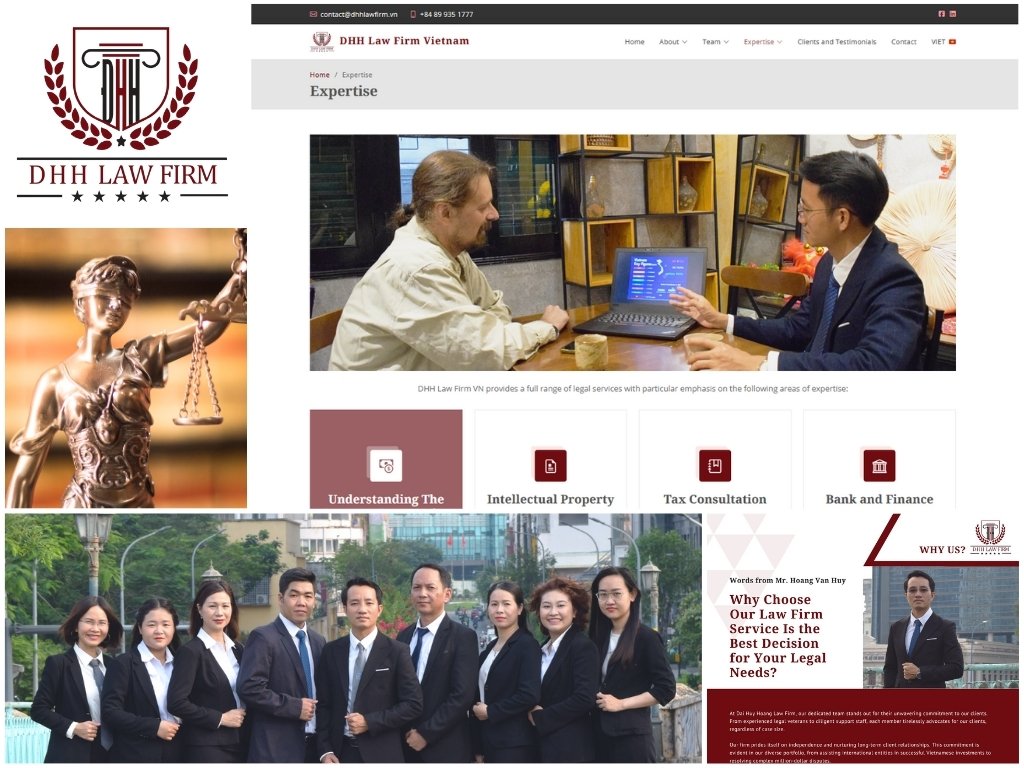 DHH
DHH LAW FIRM
contact@dhhlawfirm.vn
+84 89 935 1777
DHH Law Firm Vietnam
Home
About
Team
Expertise
Clients and Testimonials
Contact
VIET
Home / Expertise
Expertise
DHH Law Firm VN provides a full range of legal services with particular emphasis on the following areas of expertise:
Understanding The
Intellectual Property
Tax Consultation
Bank and Finance
WHY US?
DHH LAW FIRM
Words from Mr. Hoang Van Huy
Why Choose
Our Law Firm
Service Is the
Best Decision
for Your Legal
Needs?
At Dai Huy Hoang Law Firm, our dedicated team stands out for their unwavering commitment to our clients.
From experienced legal veterans to diligent support staff, each member tirelessly advocates for our clients,
regardless of case size.
Our firm prides itself on independence and nurturing long-term client relationships. This commitment is
evident in our diverse portfolio, from assisting international entities in successful Vietnamese investments to
resolving complex million-dollar disputes.